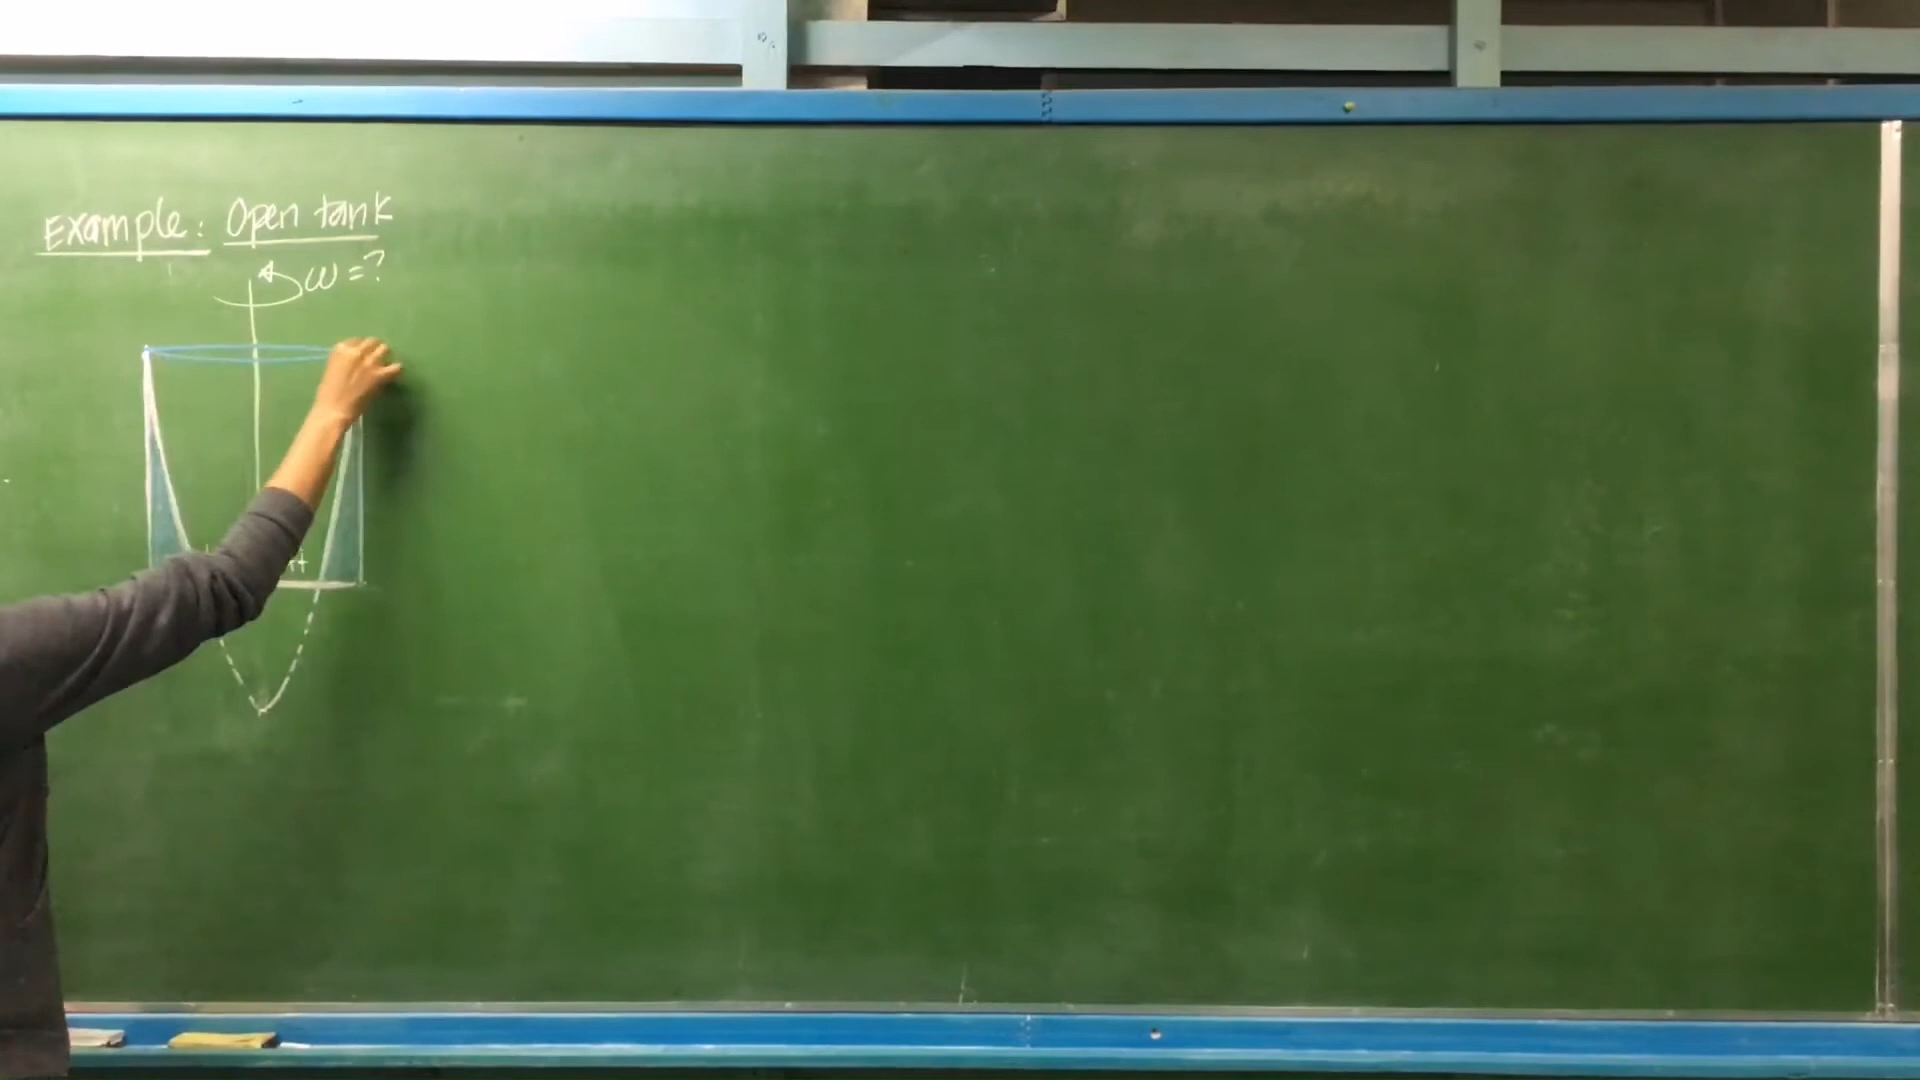 Example: Open tank
ω = ?